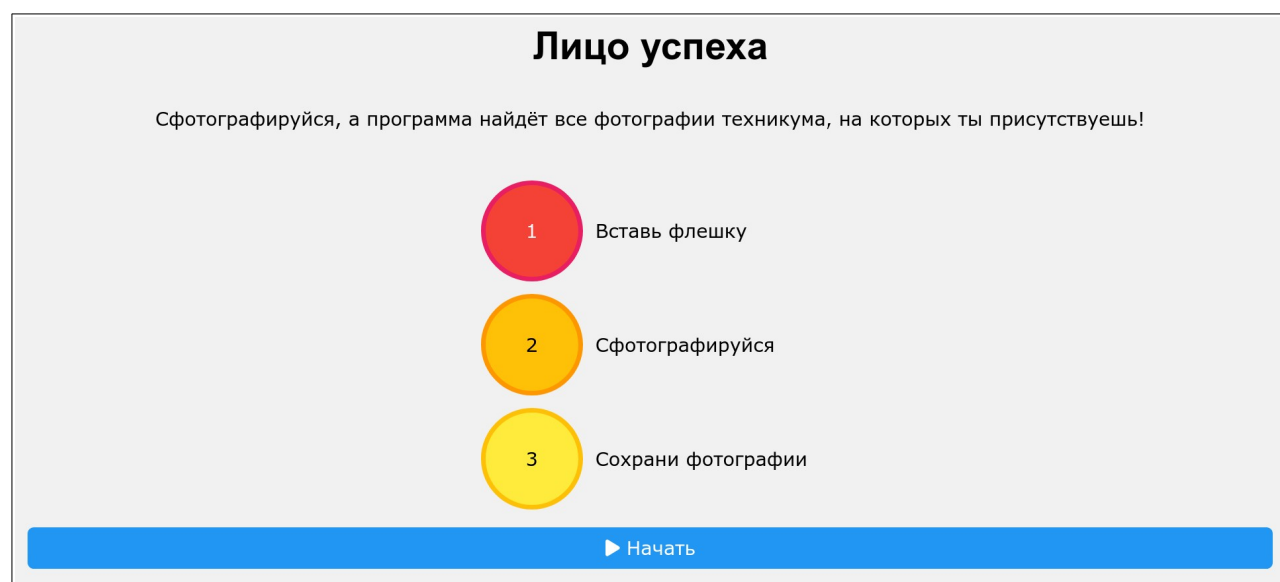 Лицо успеха
Сфотографируйся, а программа найдёт все фотографии техникума, на которых ты присутствуешь!
1 Вставь флешку
2 Сфотографируйся
3 Сохрани фотографии
Начать